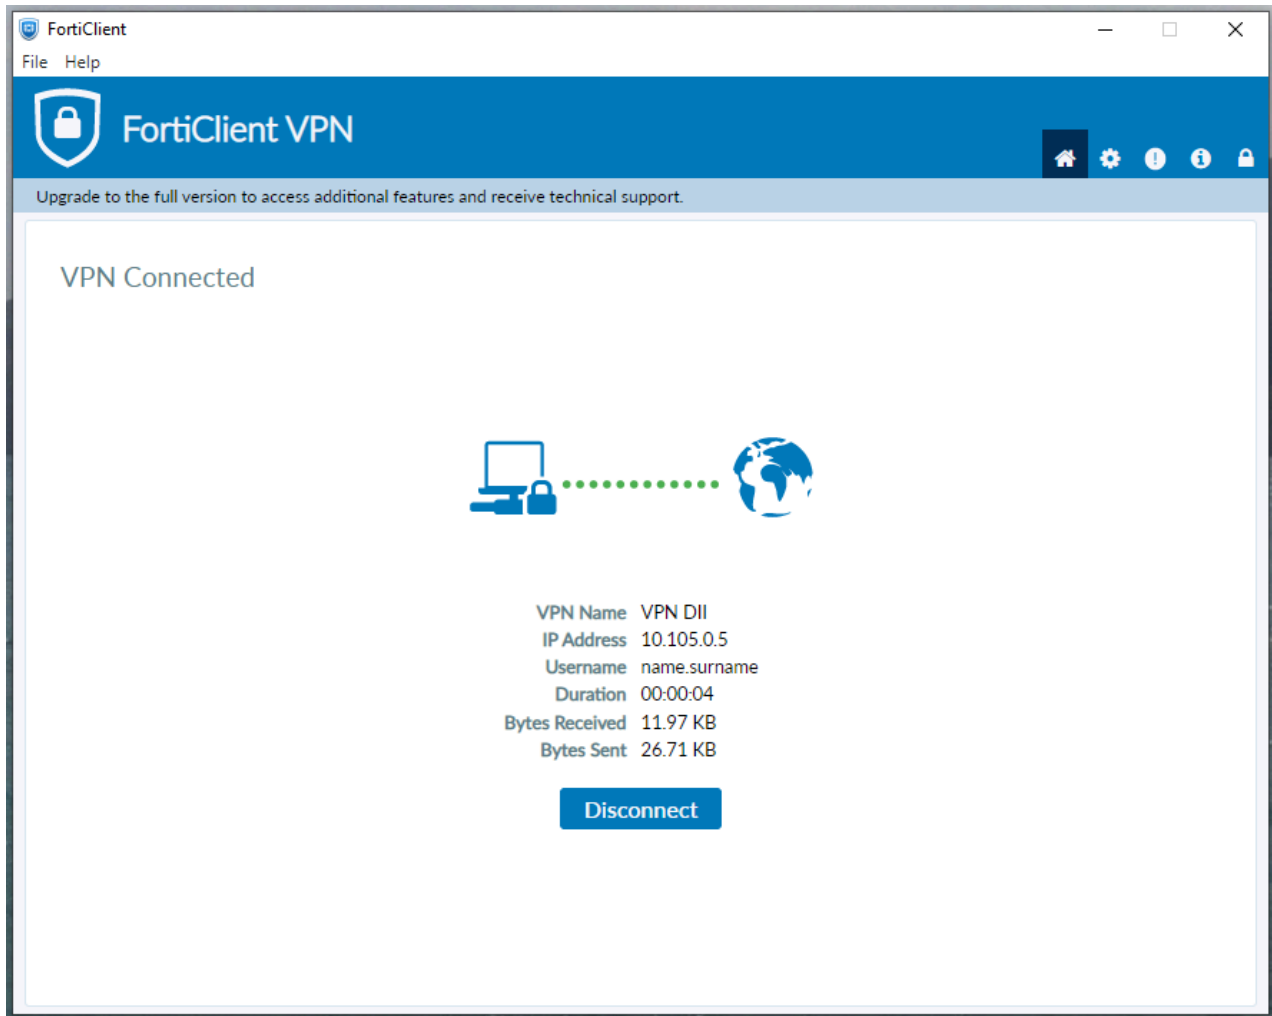 FortiClient
File Help
FortiClient VPN
Upgrade to the full version to access additional features and receive technical support.
VPN Connected
VPN Name VPN DII
IP Address 10.105.0.5
Username name.surname
Duration 00:00:04
Bytes Received 11.97 KB
Bytes Sent 26.71 KB
Disconnect